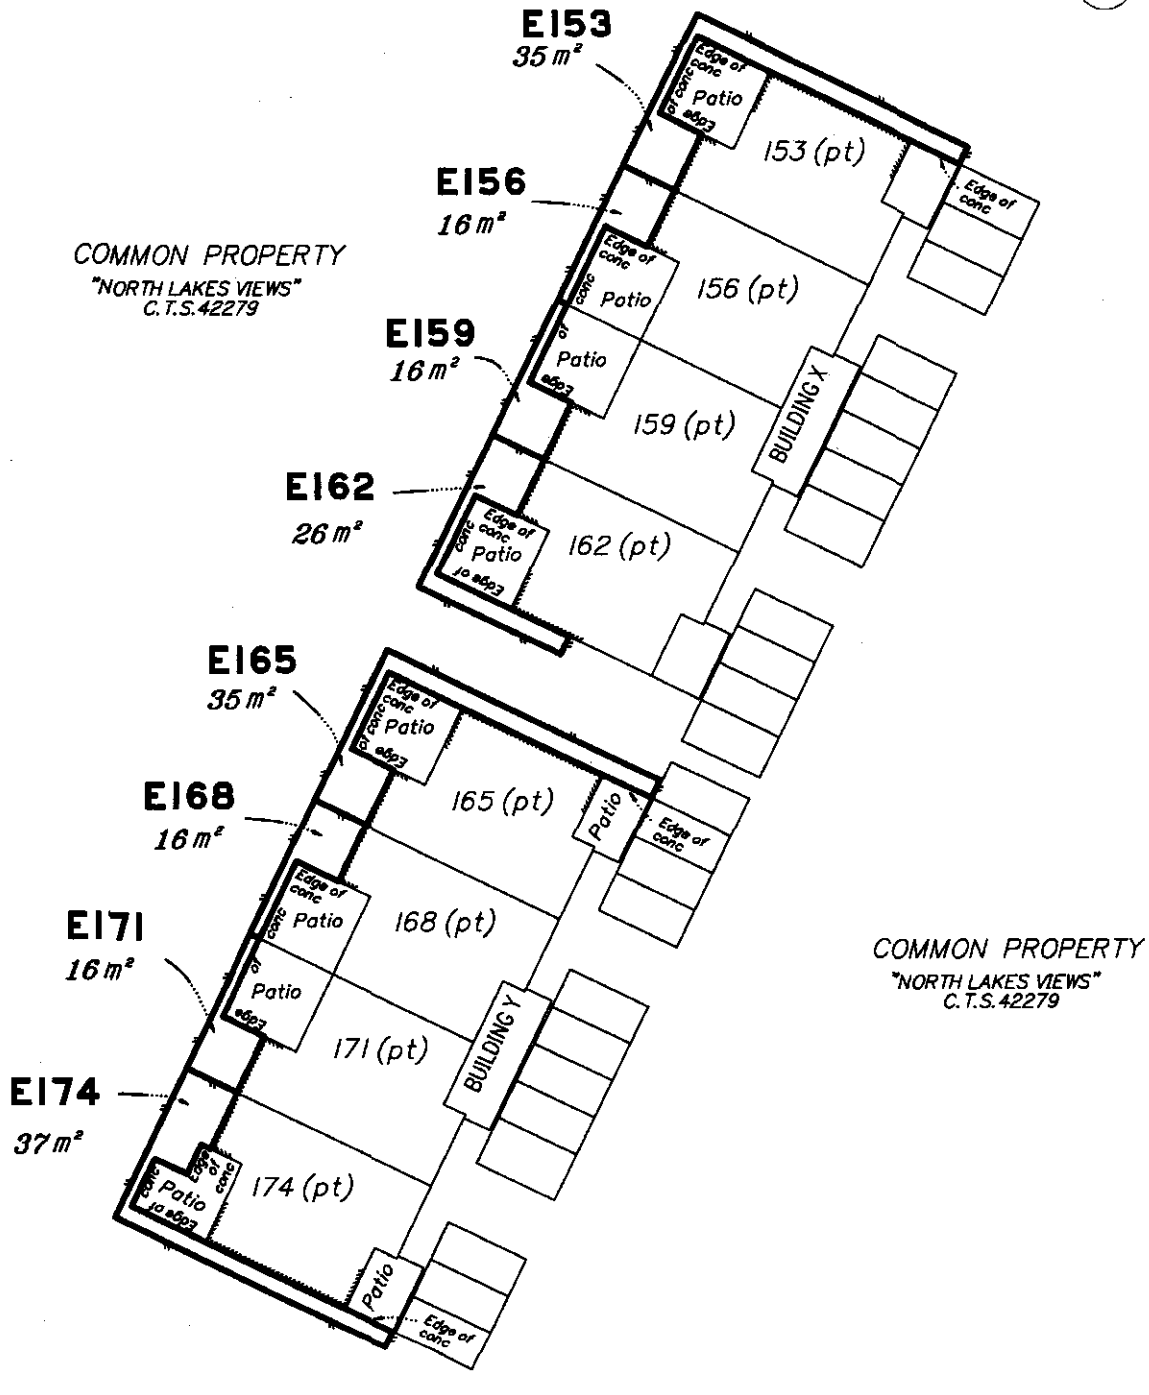 E153
35 m²
Edge of
conc
Patio
of conc
Edge
153 (pt)
Edge of
conc
E156
16 m²
COMMON PROPERTY
"NORTH LAKES VIEWS"
C.T.S. 42279
Edge of
conc
conc
Patio
156 (pt)
E159
16 m²
of
Patio
Edge
159 (pt)
BUILDING X
E162
26 m²
Edge of
conc
conc
Patio
Edge of
162 (pt)
E165
35 m²
Edge of
conc
Patio
of conc
Edge
165 (pt)
Patio
Edge of
conc
E168
16 m²
Edge of
conc
conc
Patio
168 (pt)
E171
16 m²
of
Patio
Edge
171 (pt)
BUILDING Y
COMMON PROPERTY
"NORTH LAKES VIEWS"
C.T.S. 42279
E174
37 m²
Edge of
conc
conc
Patio
Edge of
174 (pt)
Patio
Edge of
conc